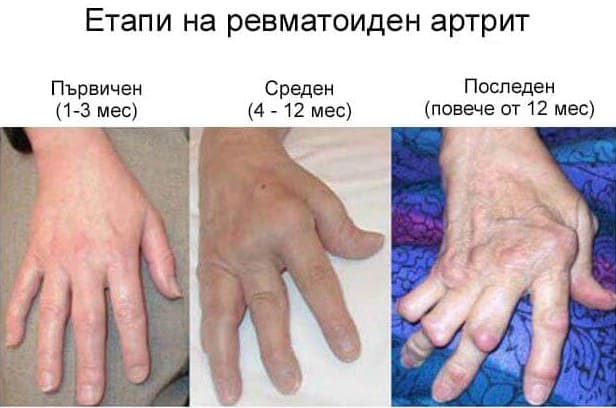 Етапи на ревматоиден артрит
Първичен
(1-3 мес)
Среден
(4 - 12 мес)
Последен
(повече от 12 мес)